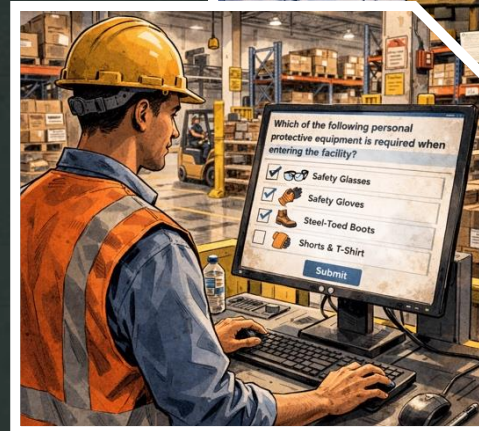 Which of the following personal
protective equipment is required when
entering the facility?
Safety Glasses
Safety Gloves
Steel-Toed Boots
Shorts & T-Shirt
Submit